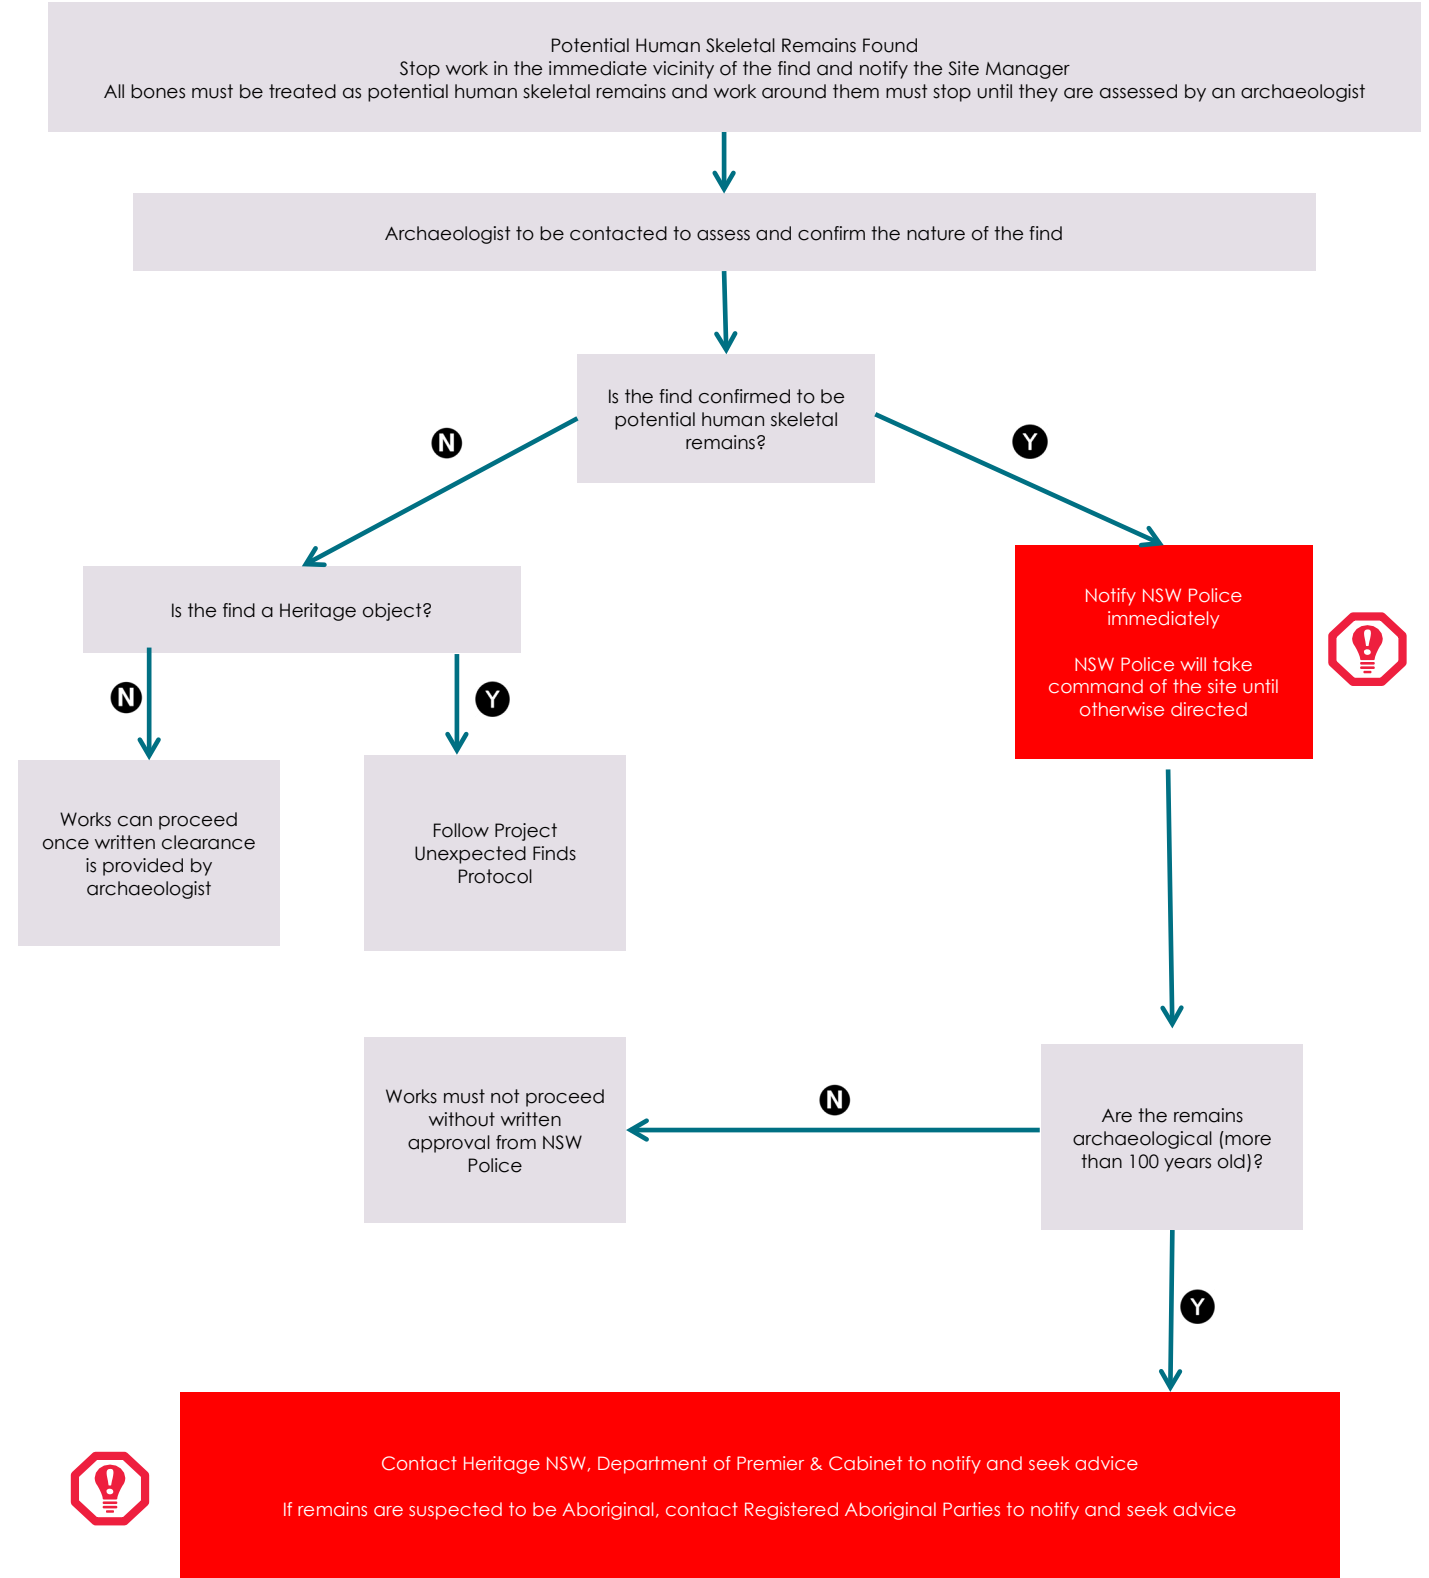 Potential Human Skeletal Remains Found
Stop work in the immediate vicinity of the find and notify the Site Manager
All bones must be treated as potential human skeletal remains and work around them must stop until they are assessed by an archaeologist
Archaeologist to be contacted to assess and confirm the nature of the find
Is the find confirmed to be
potential human skeletal
remains?
N
Y
Is the find a Heritage object?
Notify NSW Police
immediately
NSW Police will take
command of the site until
otherwise directed
N
Y
Works can proceed
once written clearance
is provided by
archaeologist
Follow Project
Unexpected Finds
Protocol
Works must not proceed
without written
approval from NSW
Police
N
Are the remains
archaeological (more
than 100 years old)?
Y
Contact Heritage NSW, Department of Premier & Cabinet to notify and seek advice
If remains are suspected to be Aboriginal, contact Registered Aboriginal Parties to notify and seek advice